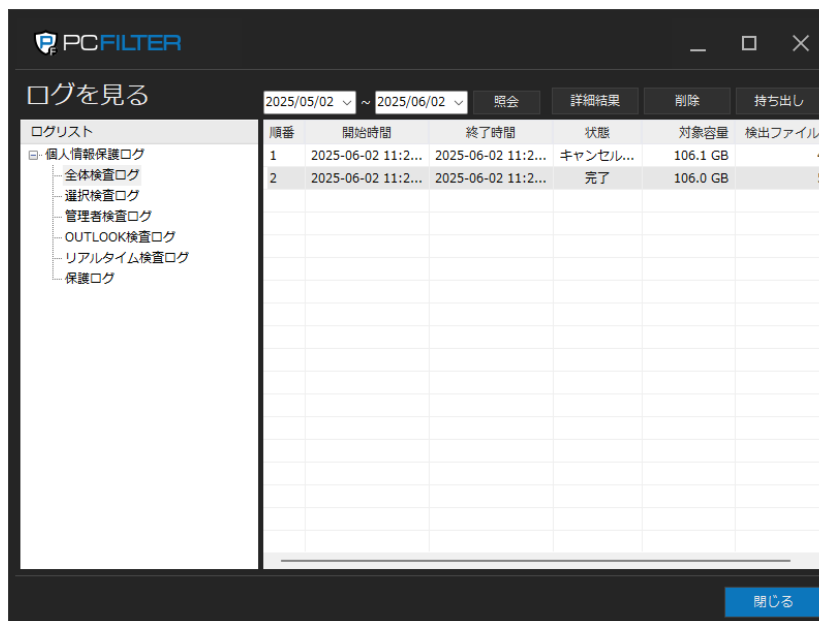 PCFILTER
ログを見る
2025/05/02 ~ 2025/06/02 照会 詳細結果 削除 持ち出し
ログリスト
順番 開始時間 終了時間 状態 対象容量 検出ファイル
個人情報保護ログ
全体検査ログ
選択検査ログ
管理者検査ログ
OUTLOOK検査ログ
リアルタイム検査ログ
保護ログ
1 2025-06-02 11:2... 2025-06-02 11:2... キャンセル... 106.1 GB
2 2025-06-02 11:2... 2025-06-02 11:2... 完了 106.0 GB
閉じる